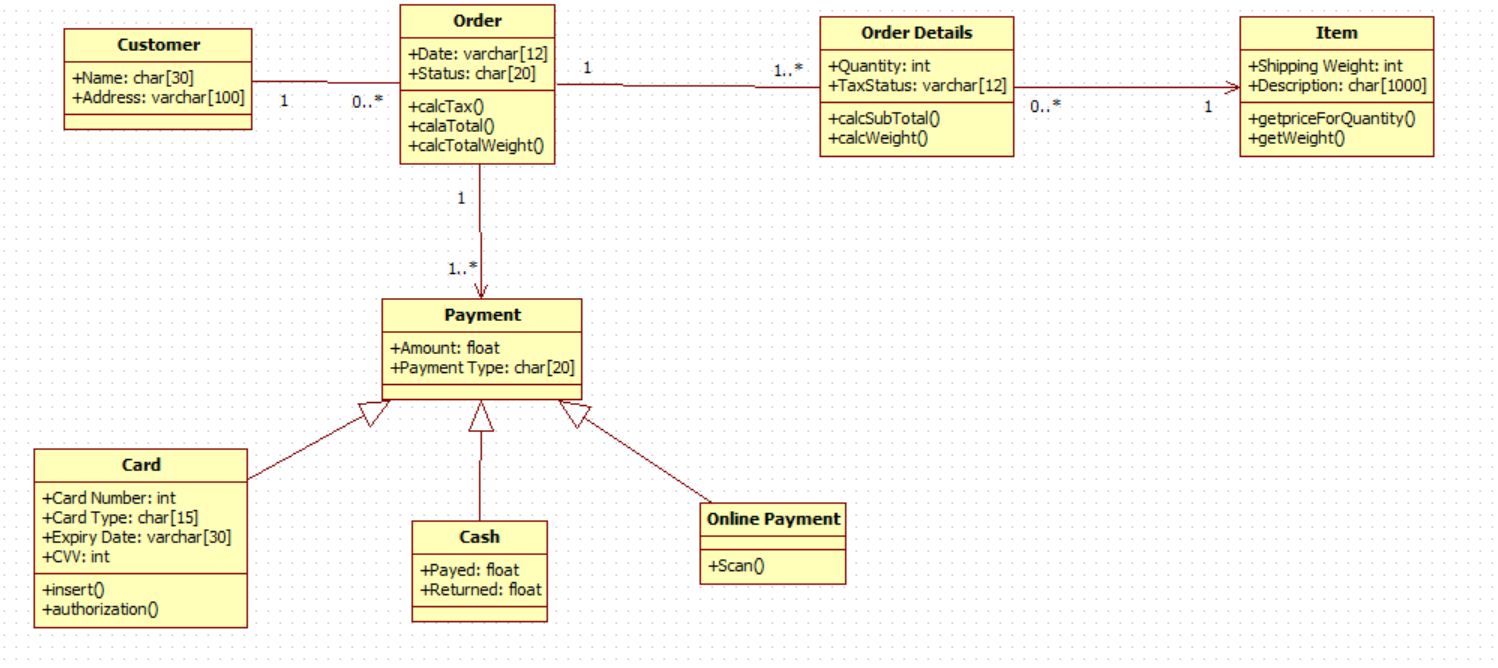 Customer
+Name: char[30]
+Address: varchar[100]
1
0..*
Order
+Date: varchar[12]
+Status: char[20]
+calcTax()
+calaTotal()
+calcTotalWeight()
1
1..*
Order Details
+Quantity: int
+TaxStatus: varchar[12]
+calcSubTotal()
+calcWeight()
0..*
1
Item
+Shipping Weight: int
+Description: char[1000]
+getpriceForQuantity()
+getWeight()
1
1..*
Payment
+Amount: float
+Payment Type: char[20]
Card
+Card Number: int
+Card Type: char[15]
+Expiry Date: varchar[30]
+CVV: int
+insert()
+authorization()
Cash
+Payed: float
+Returned: float
Online Payment
+Scan()